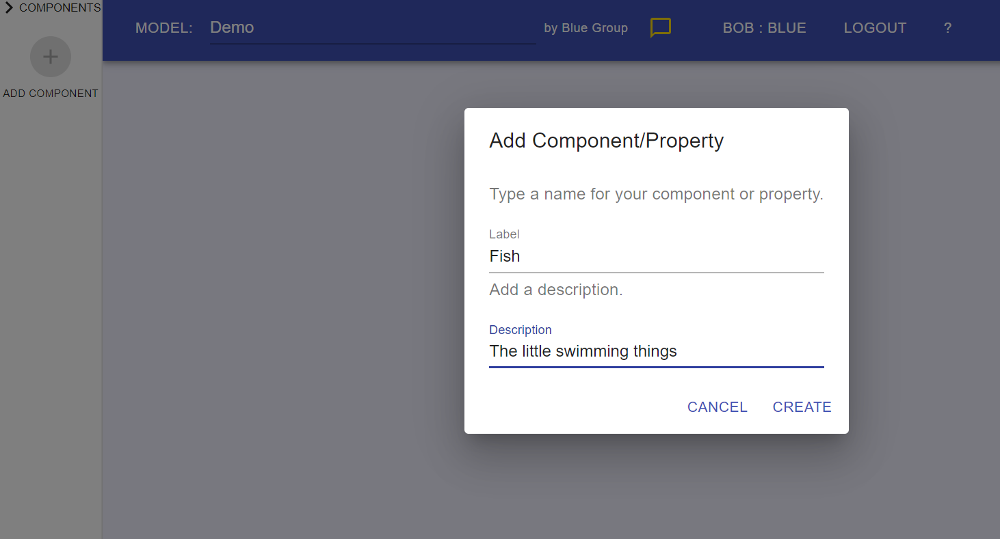 COMPONENTS
ADD COMPONENT
MODEL: Demo by Blue Group BOB : BLUE LOGOUT ?
Add Component/Property
Type a name for your component or property.
Label
Fish
Add a description.
Description
The little swimming things
CANCEL CREATE